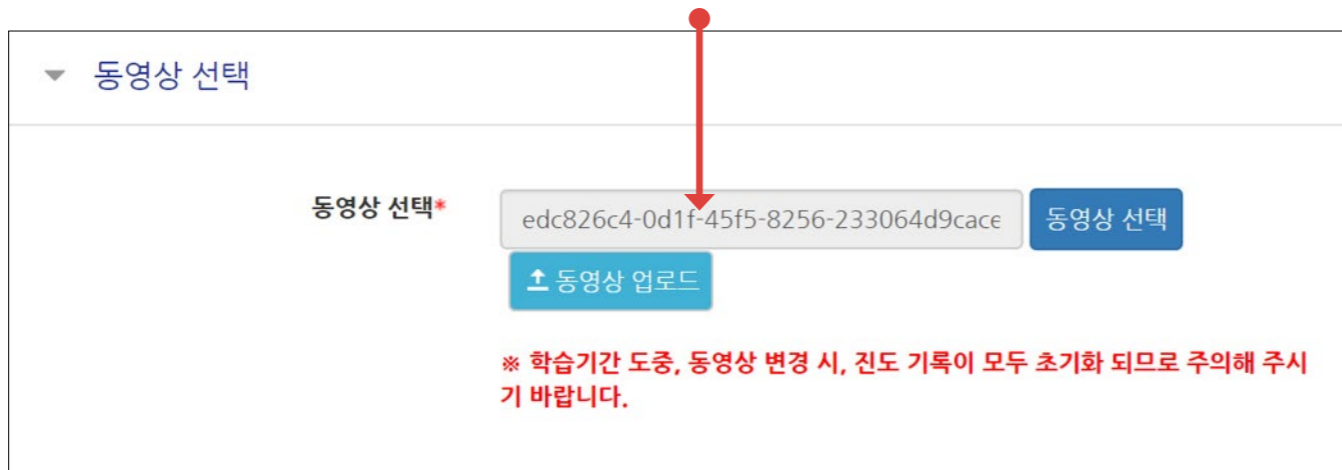 동영상 선택
동영상 선택* edc826c4-0d1f-45f5-8256-233064d9cace 동영상 선택
동영상 업로드
※ 학습기간 도중, 동영상 변경 시, 진도 기록이 모두 초기화 되므로 주의해 주시
기 바랍니다.